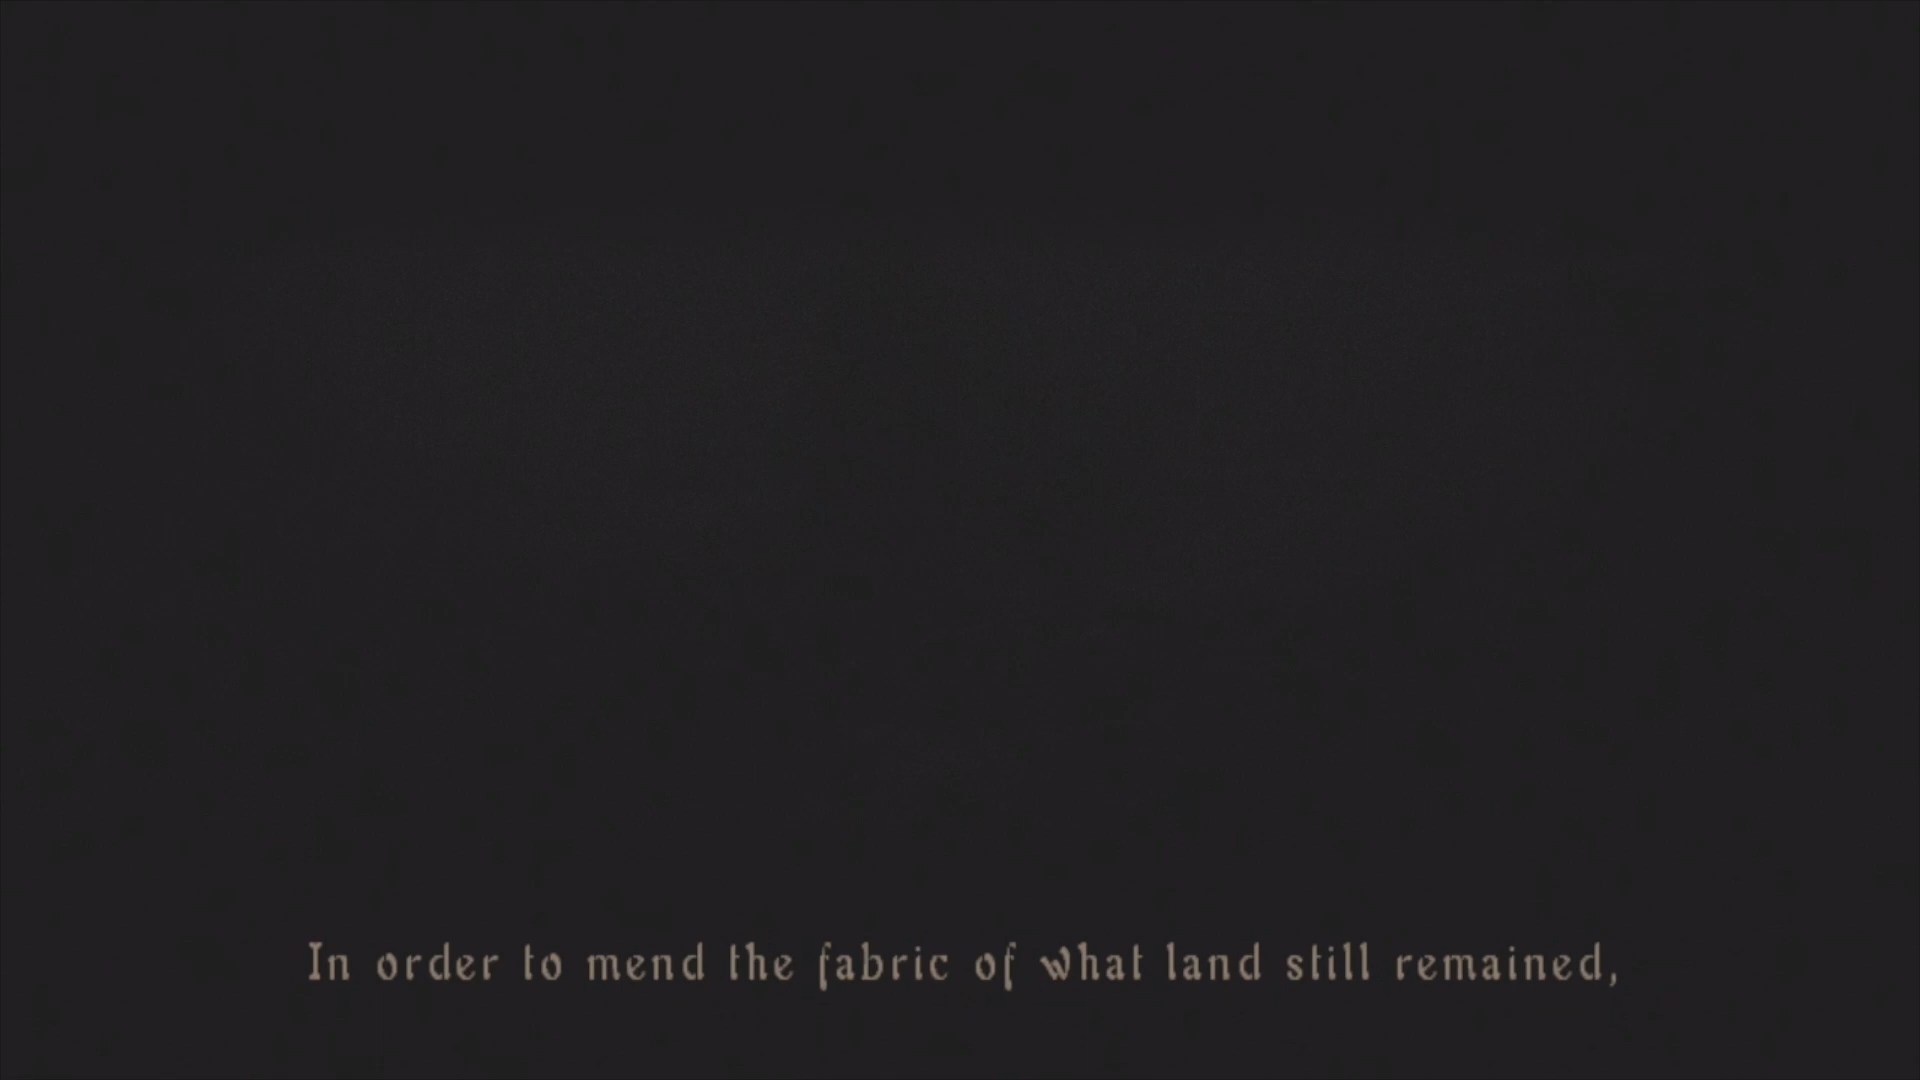 In order to mend the fabric of what land still remained,